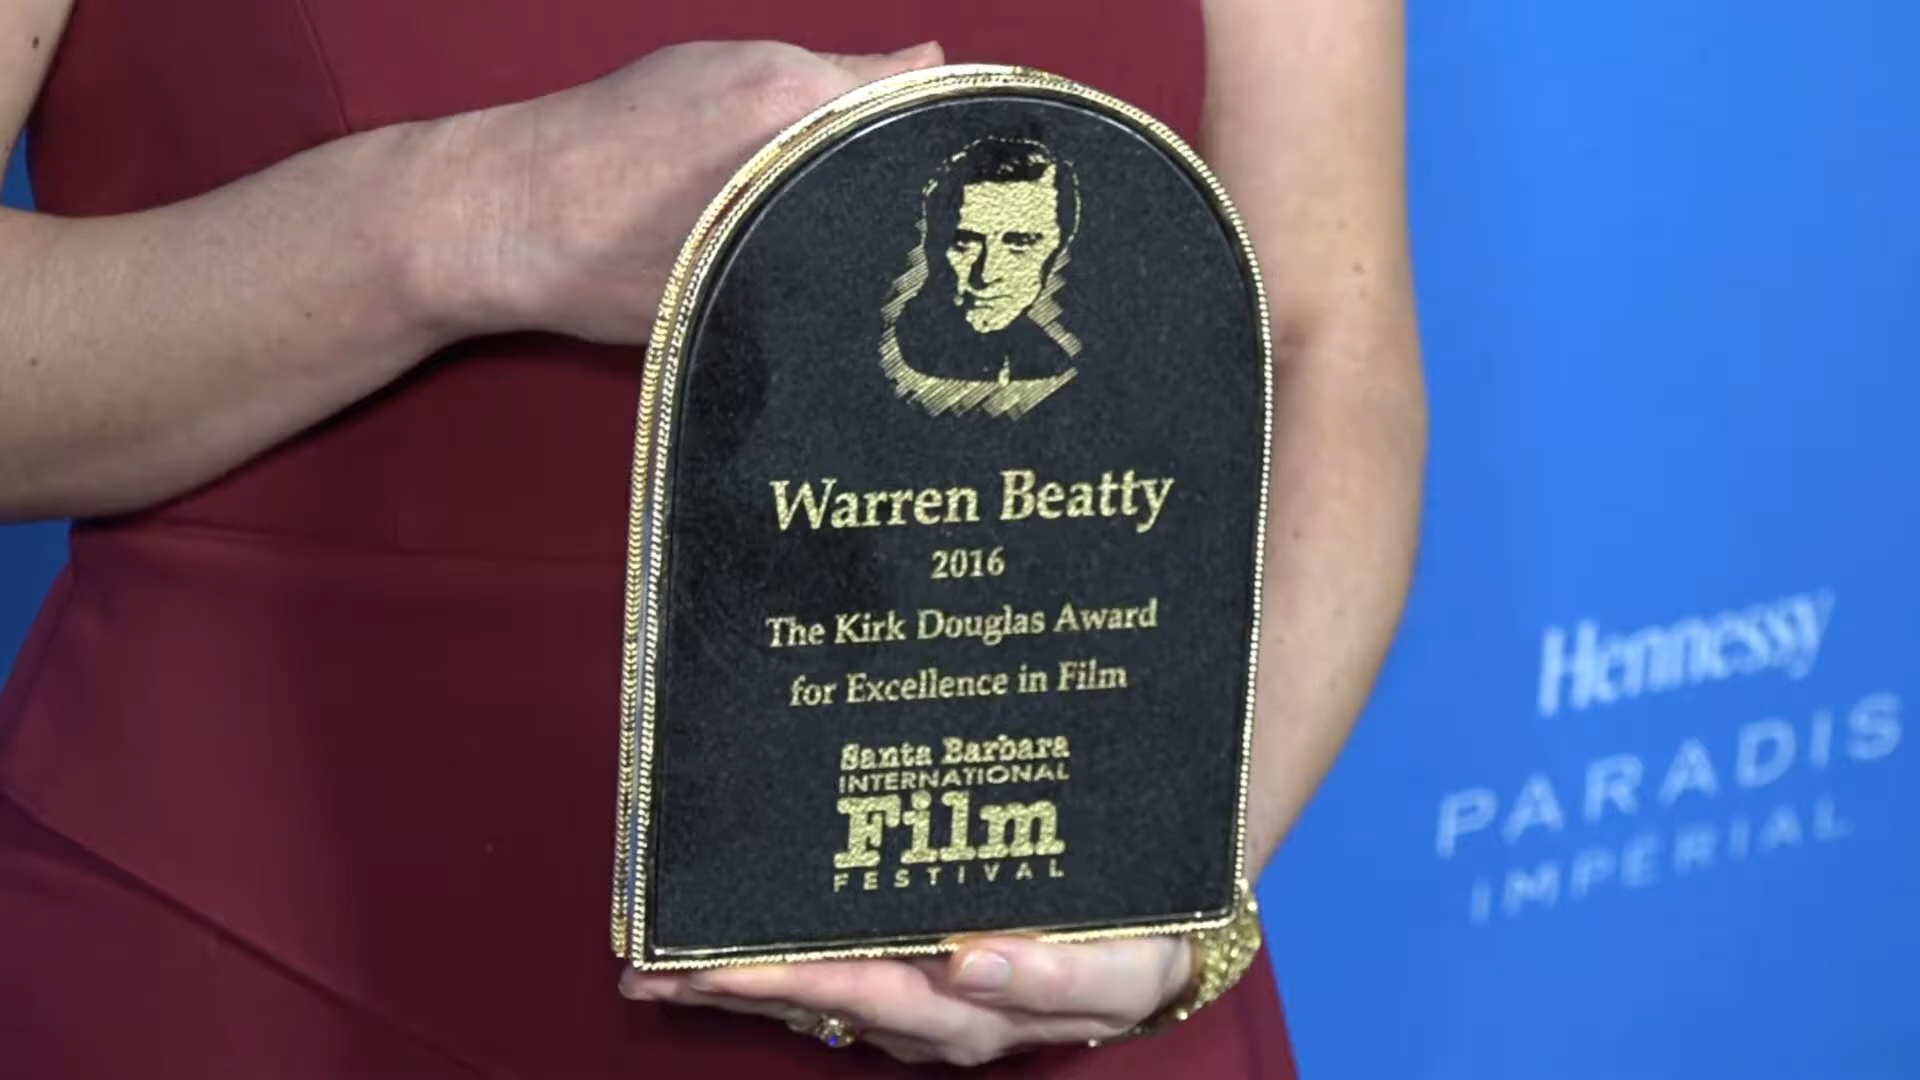 Warren Beatty
2016
The Kirk Douglas Award
for Excellence in Film
Santa Barbara
INTERNATIONAL
Film
FESTIVAL
Hennessy
PARADIS
IMPERIAL